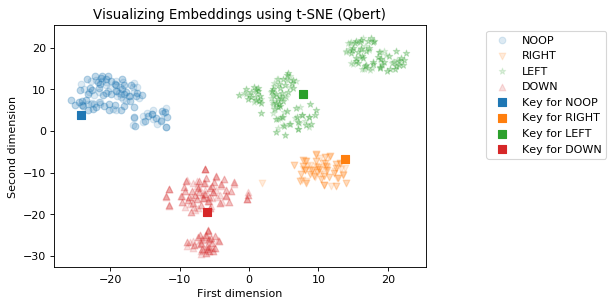 Visualizing Embeddings using t-SNE (Qbert)
Second dimension
20
10
0
−10
−20
−30
−20
−10
0
10
20
First dimension
NOOP
RIGHT
LEFT
DOWN
Key for NOOP
Key for RIGHT
Key for LEFT
Key for DOWN